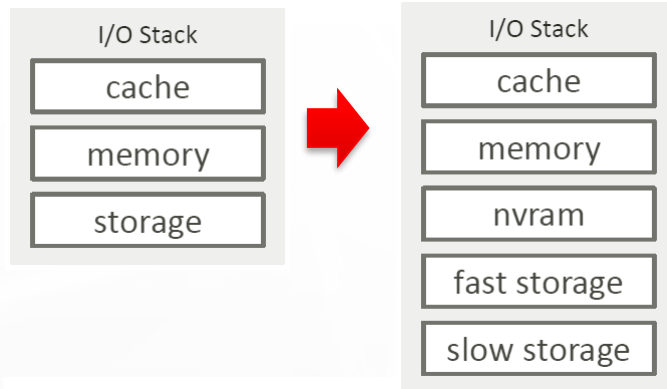 I/O Stack
cache
memory
storage
I/O Stack
cache
memory
nvram
fast storage
slow storage